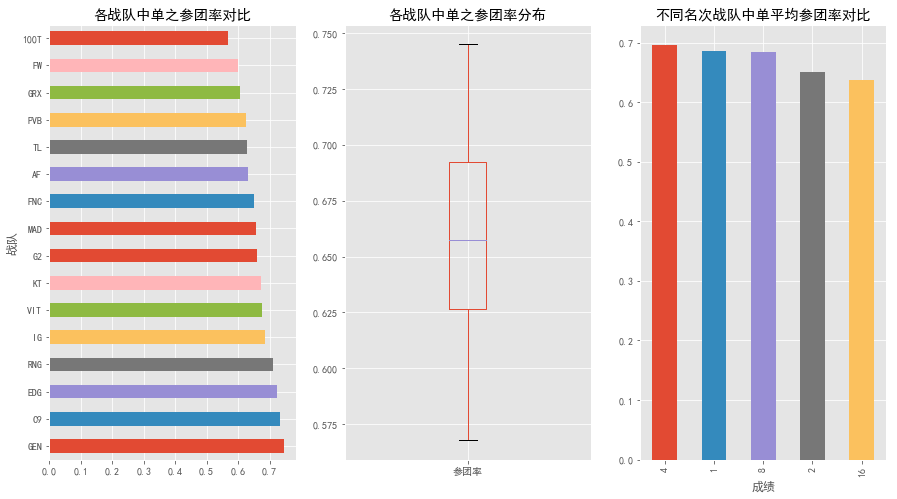 各战队中单之参团率对比
战队
100T
FW
GRX
PVB
TL
AF
FNC
MAD
G2
KT
VIT
IG
RNG
EDG
C9
GEN
0.0 0.1 0.2 0.3 0.4 0.5 0.6 0.7
各战队中单之参团率分布
0.750
0.725
0.700
0.675
0.650
0.625
0.600
0.575
参团率
不同名次战队中单平均参团率对比
0.7
0.6
0.5
0.4
0.3
0.2
0.1
0.0
4 1 8 2 16
成绩